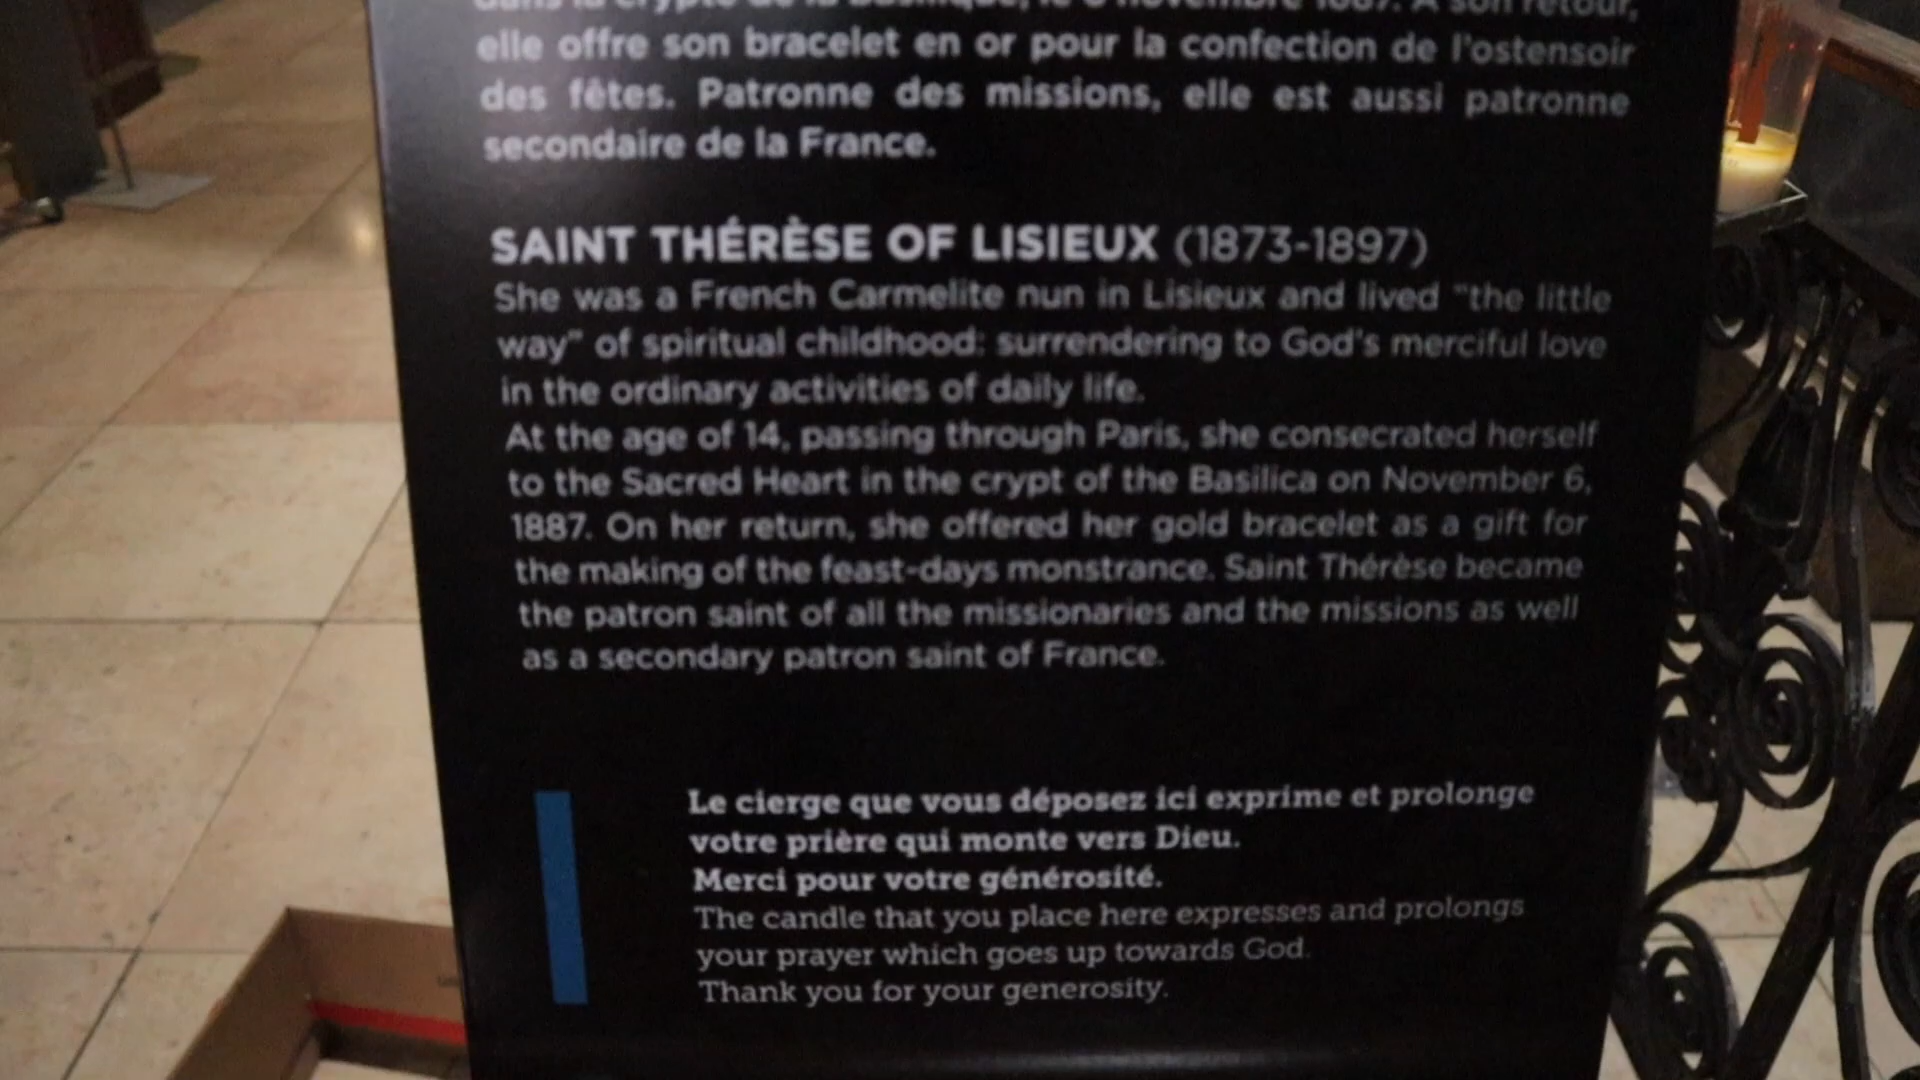 dans la crypte de la Basilique, le 6 novembre 1887. A son retour,
elle offre son bracelet en or pour la confection de l'ostensoir
des fêtes. Patronne des missions, elle est aussi patronne
secondaire de la France.
SAINT THÉRÈSE OF LISIEUX (1873-1897)
She was a French Carmelite nun in Lisieux and lived "the little
way" of spiritual childhood: surrendering to God's merciful love
in the ordinary activities of daily life.
At the age of 14, passing through Paris, she consecrated herself
to the Sacred Heart in the crypt of the Basilica on November 6,
1887. On her return, she offered her gold bracelet as a gift for
the making of the feast-days monstrance. Saint Thérèse became
the patron saint of all the missionaries and the missions as well
as a secondary patron saint of France.
Le cierge que vous déposez ici exprime et prolonge
votre prière qui monte vers Dieu.
Merci pour votre générosité.
The candle that you place here expresses and prolongs
your prayer which goes up towards God.
Thank you for your generosity.